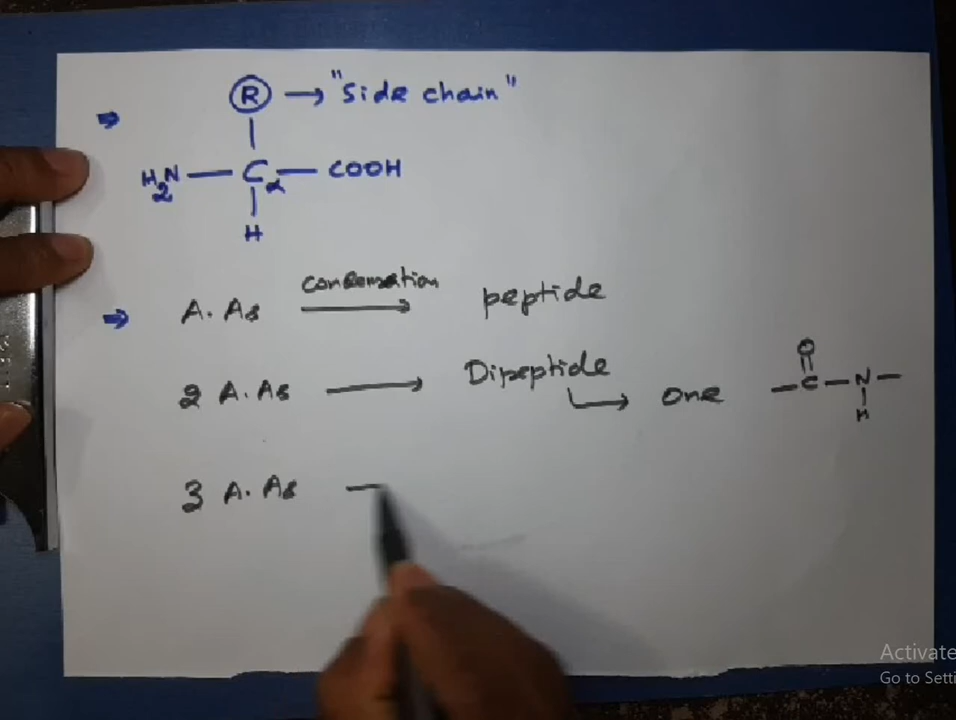 R → "Side chain"
H2N — Cα — COOH
H
A. As condensation → peptide
2 A. As → Dipeptide
→ One
O
— C — N —
H
3 A. As
Activate
Go to Setti